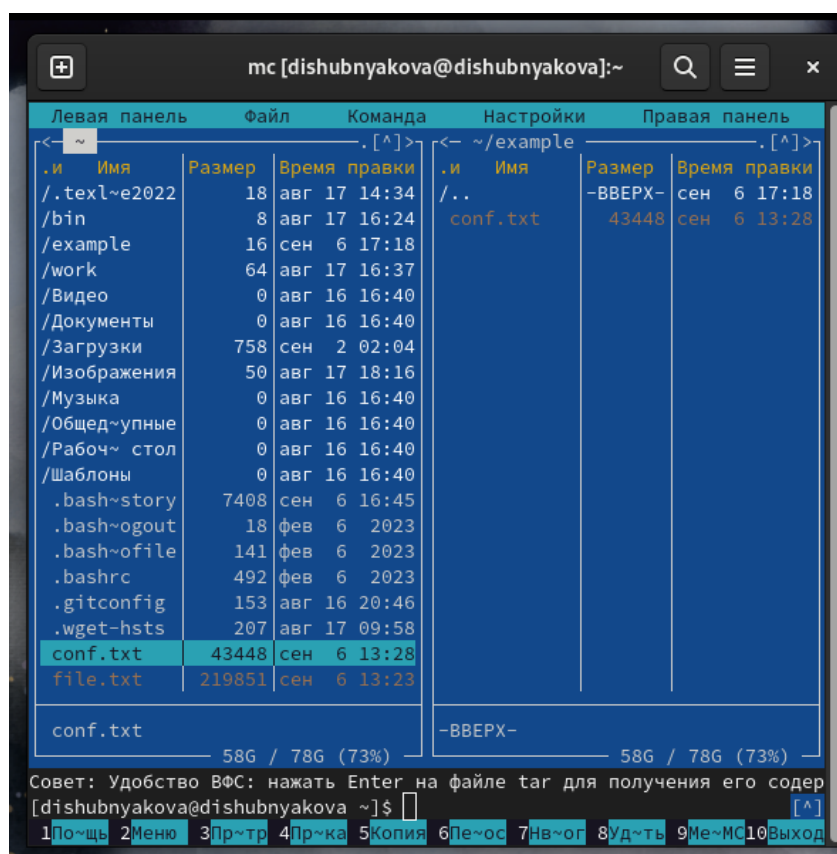 mc [dishubnyakova@dishubnyakova]:~
Левая панель Файл Команда Настройки Правая панель
<— ~ .[^]> <— ~/example .[^]>
.и Имя Размер Время правки .и Имя Размер Время правки
/.texl~e2022 18 авг 17 14:34 /.. -ВВЕРХ- сен 6 17:18
/bin 8 авг 17 16:24 conf.txt 43448 сен 6 13:28
/example 16 сен 6 17:18
/work 64 авг 17 16:37
/Видео 0 авг 16 16:40
/Документы 0 авг 16 16:40
/Загрузки 758 сен 2 02:04
/Изображения 50 авг 17 18:16
/Музыка 0 авг 16 16:40
/Общед~упные 0 авг 16 16:40
/Рабоч~ стол 0 авг 16 16:40
/Шаблоны 0 авг 16 16:40
.bash~story 7408 сен 6 16:45
.bash~ogout 18 фев 6 2023
.bash~ofile 141 фев 6 2023
.bashrc 492 фев 6 2023
.gitconfig 153 авг 16 20:46
.wget-hsts 207 авг 17 09:58
conf.txt 43448 сен 6 13:28
file.txt 219851 сен 6 13:23
conf.txt -ВВЕРХ-
58G / 78G (73%) 58G / 78G (73%)
Совет: Удобство ВФС: нажать Enter на файле tar для получения его содер
[dishubnyakova@dishubnyakova ~]$ [^]
1По~щь 2Меню 3Пр~тр 4Пр~ка 5Копия 6Пе~ос 7Нв~ог 8Уд~ть 9Ме~МС10Выход